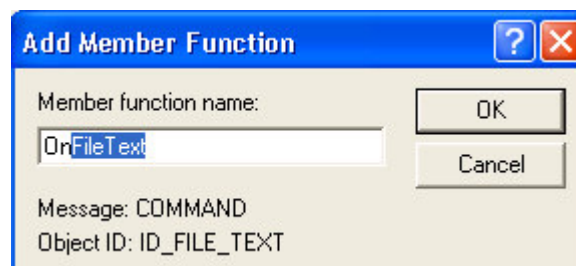 Add Member Function
Member function name:
OK
OnFileText
Cancel
Message: COMMAND
Object ID: ID_FILE_TEXT